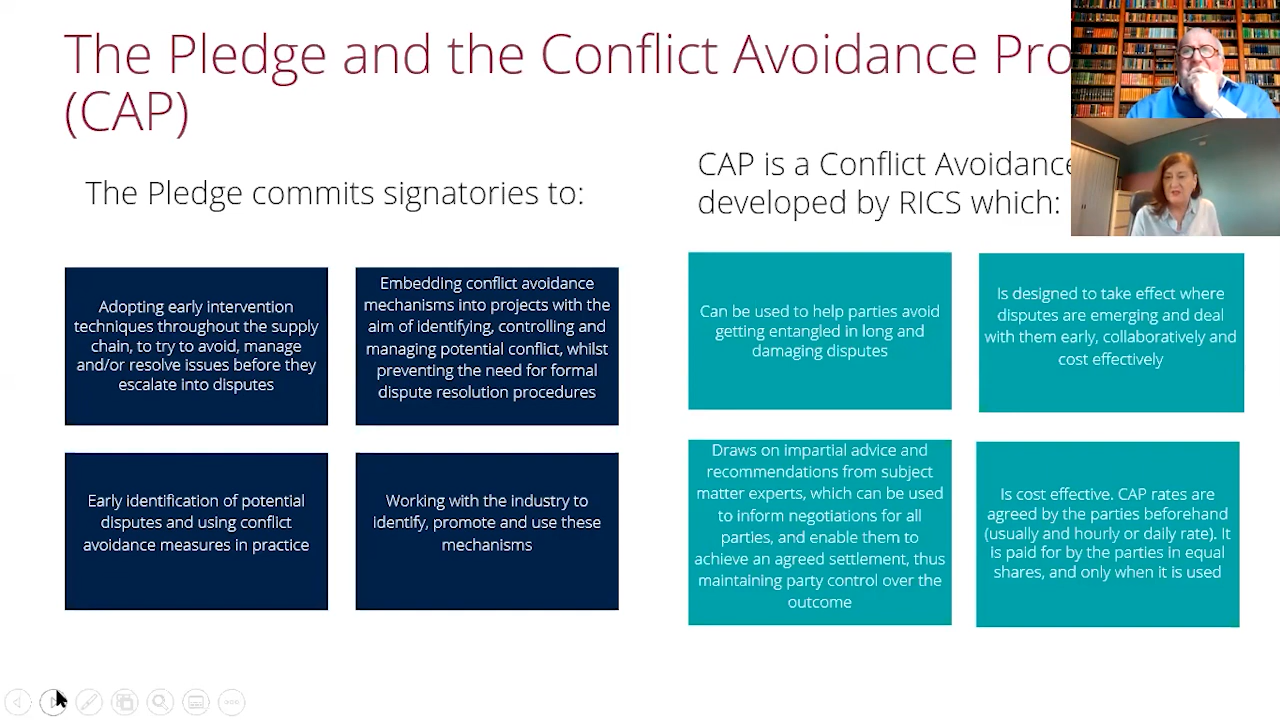 The Pledge and the Conflict Avoidance
(CAP)
The Pledge commits signatories to:
Adopting early intervention
techniques throughout the supply
chain, to try to avoid, manage
and/or resolve issues before they
escalate into disputes
Embedding conflict avoidance
mechanisms into projects with the
aim of identifying, controlling and
managing potential conflict, whilst
preventing the need for formal
dispute resolution procedures
Early identification of potential
disputes and using conflict
avoidance measures in practice
Working with the industry to
identify, promote and use these
mechanisms
CAP is a Conflict Avoidance
developed by RICS which:
Can be used to help parties avoid
getting entangled in long and
damaging disputes
Is designed to take effect where
disputes are emerging and deal
with them early, collaboratively and
cost effectively
Draws on impartial advice and
recommendations from subject
matter experts, which can be used
to inform negotiations for all
parties, and enable them to
achieve an agreed settlement, thus
maintaining party control over the
outcome
Is cost effective. CAP rates are
agreed by the parties beforehand
(usually and hourly or daily rate). It
is paid for by the parties in equal
shares, and only when it is used